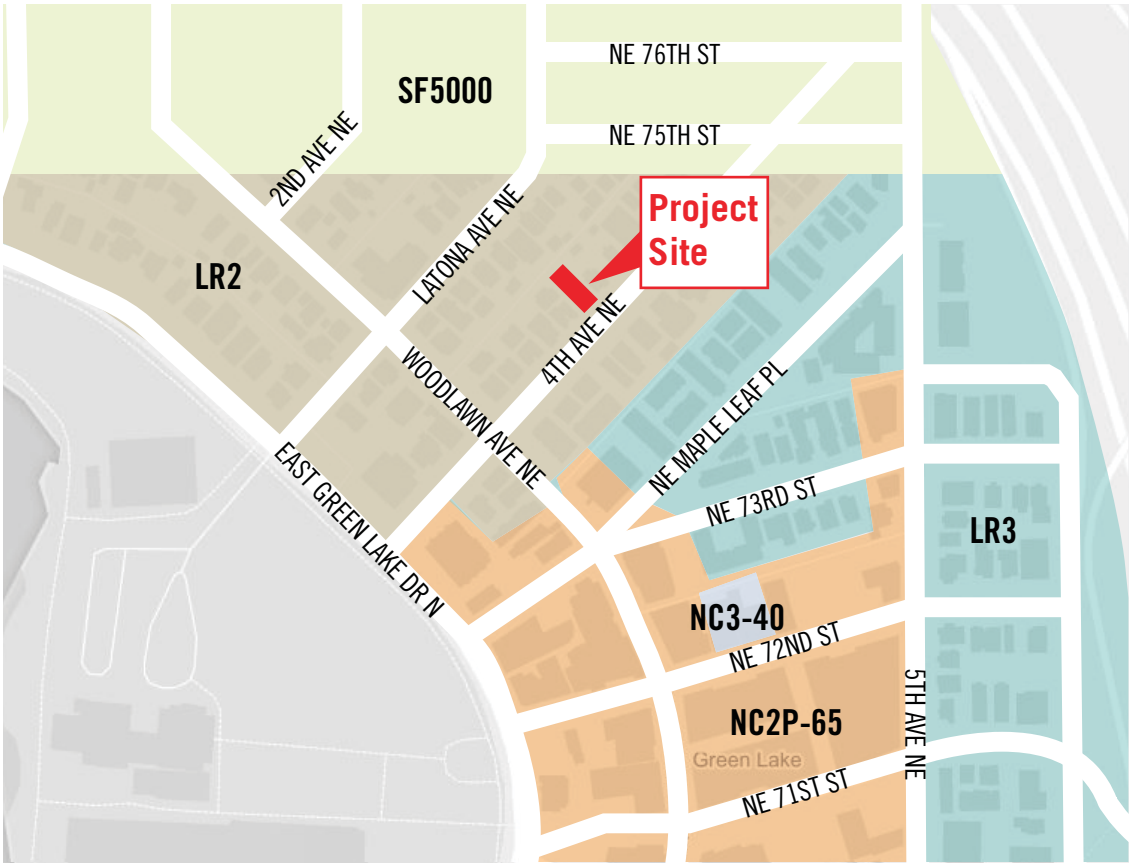 NE 76TH ST
SF5000
NE 75TH ST
2ND AVE NE
Project
Site
LATONA AVE NE
LR2
4TH AVE NE
WOODLAWN AVE NE
NE MAPLE LEAF PL
EAST GREEN LAKE DR N
NE 73RD ST
LR3
NC3-40
NE 72ND ST
5TH AVE NE
NC2P-65
Green Lake
NE 71ST ST